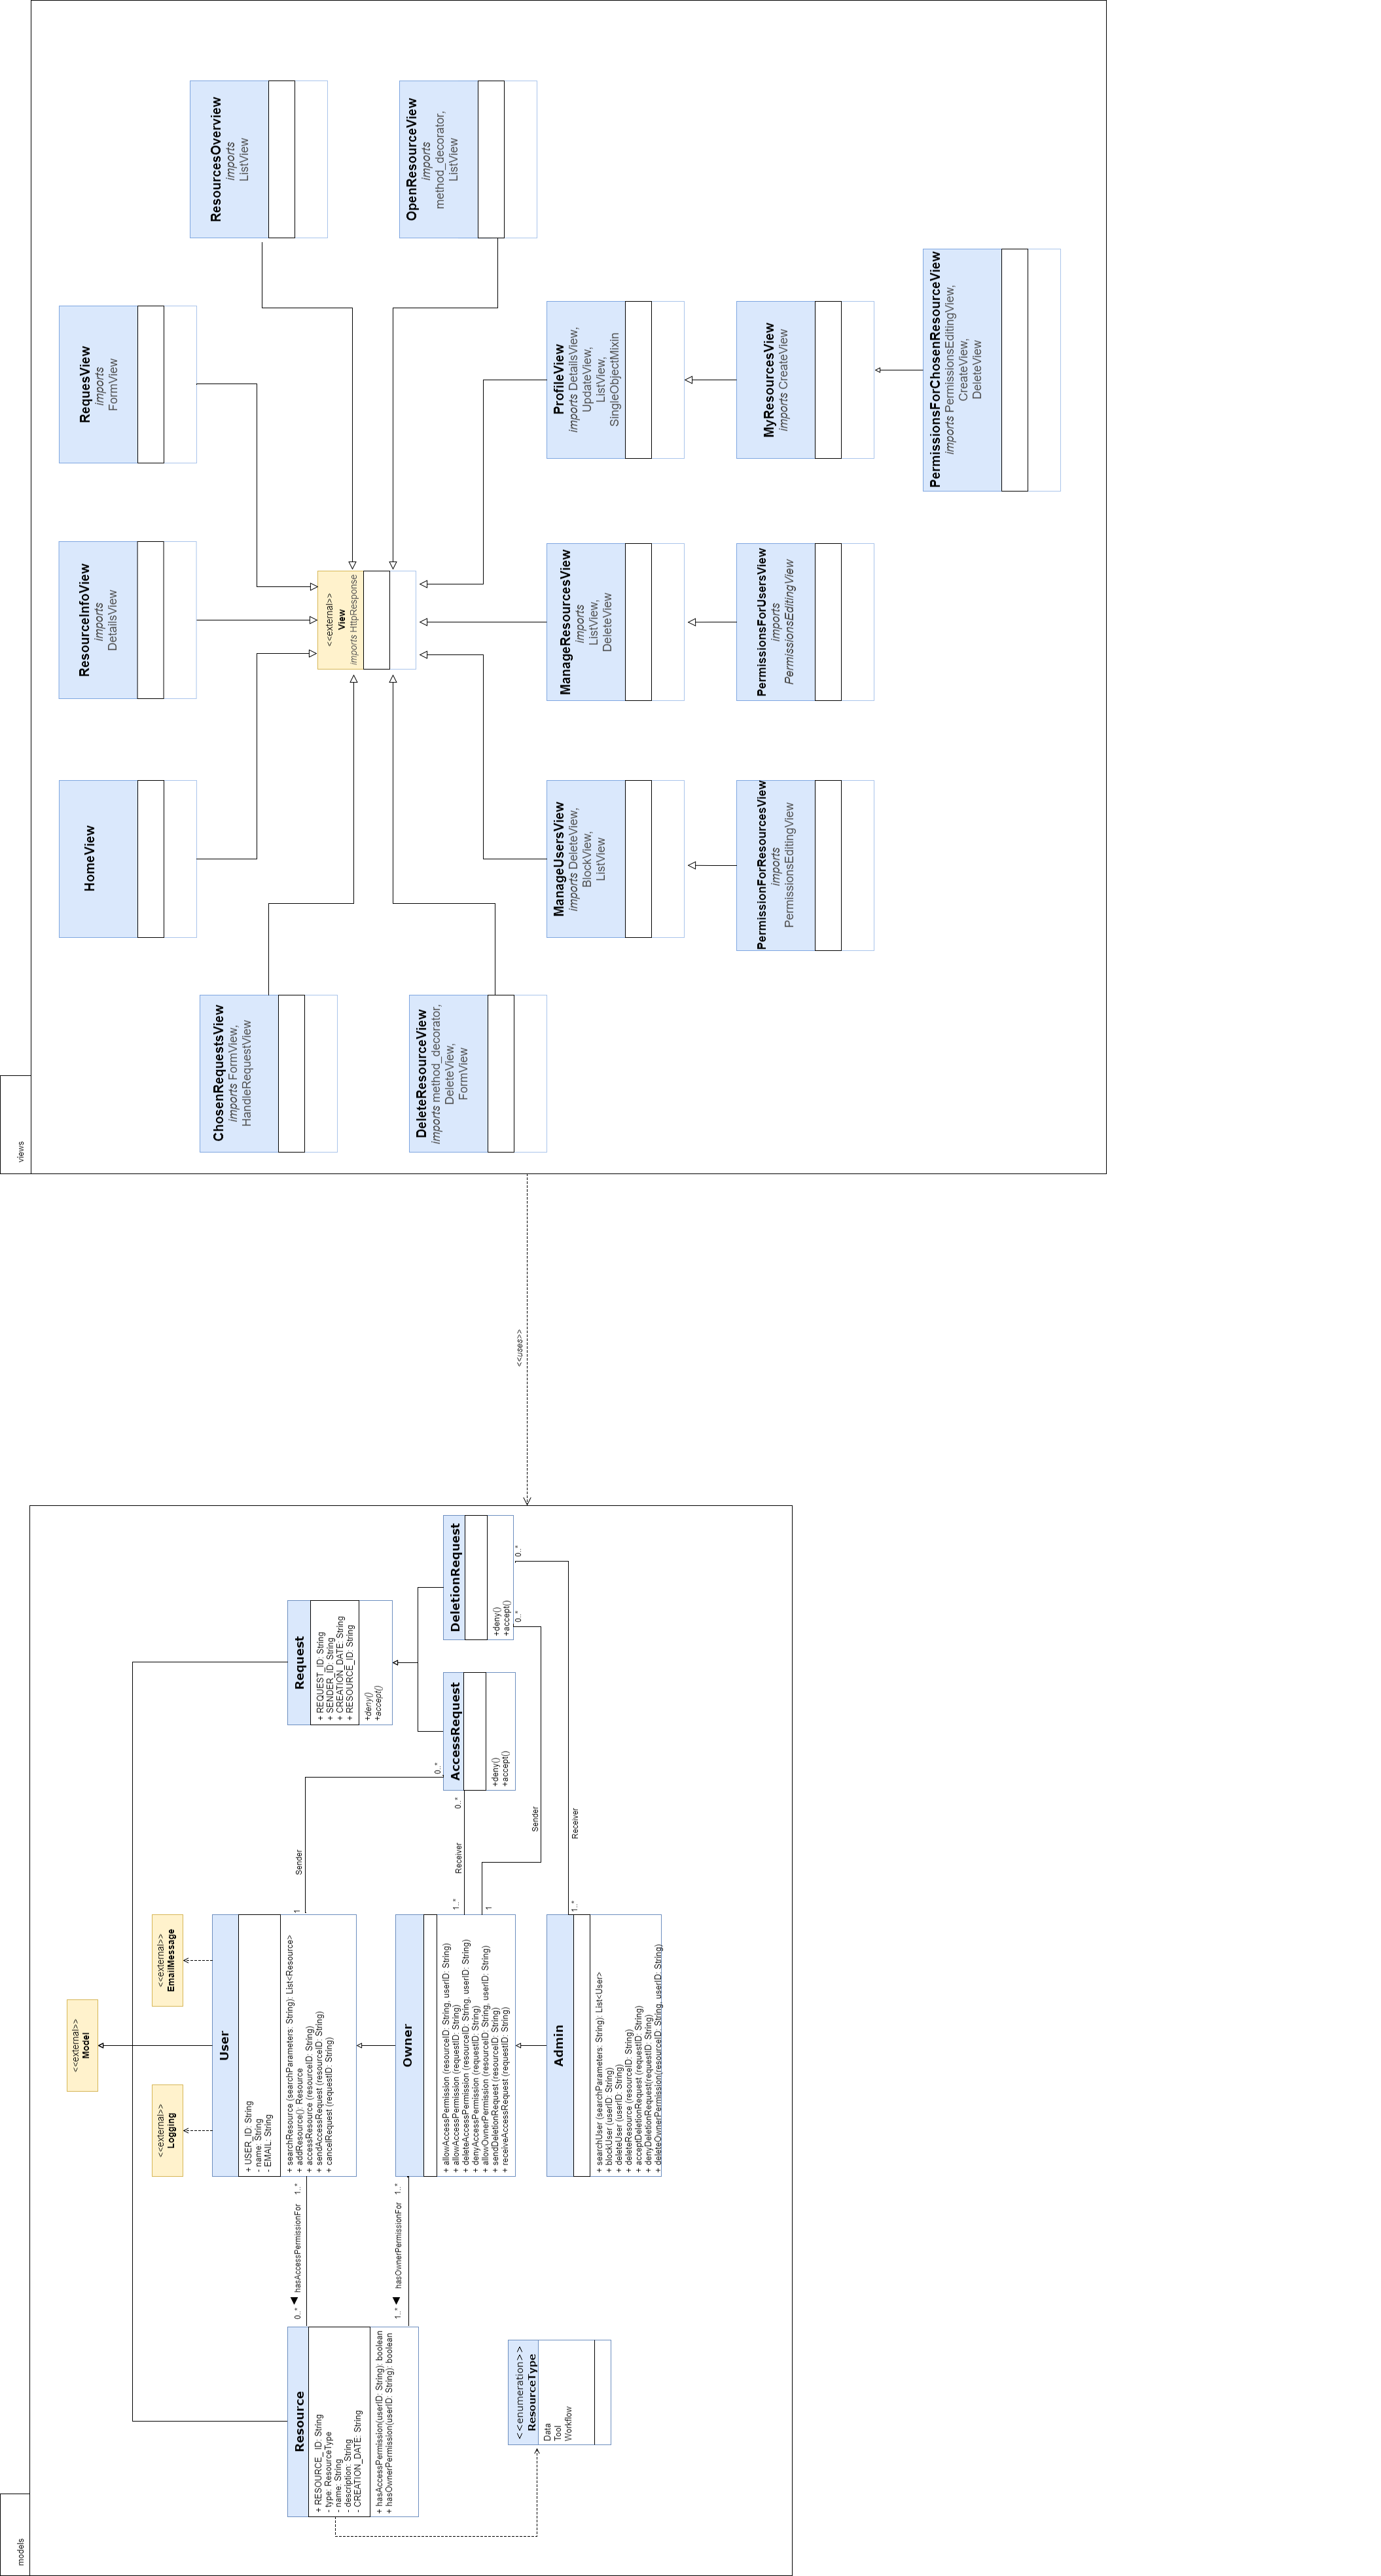 models
Resource
+ RESOURCE_ID: String
- type: ResourceType
- name: String
- description: String
- CREATION_DATE: String
+ hasAccessPermission(userID: String): boolean
+ hasOwnerPermission(userID: String): boolean
<<enumeration>>
ResourceType
Data
Tool
Workflow
0..*
hasAccessPermissionFor
1..*
1..*
hasOwnerPermissionFor
1..*
<<external>>
Logging
<<external>>
Model
<<external>>
EmailMessage
User
+ USER_ID: String
- name: String
- EMAIL: String
+ searchResource (searchParameters: String): List<Resource>
+ addResource(): Resource
+ accessResource (resourceID: String)
+ sendAccessRequest (resourceID: String)
+ cancelRequest (requestID: String)
Owner
+ allowAccessPermission (resourceID: String, userID: String)
+ allowAccessPermission (requestID: String)
+ deleteAccessPermission (resourceID: String, userID: String)
+ denyAccessPermission (requestID: String)
+ allowOwnerPermission (resourceID: String, userID: String)
+ sendDeletionRequest (resourceID: String)
+ receiveAccessRequest (requestID: String)
Admin
+ searchUser (searchParameters: String): List<User>
+ blockUser (userID: String)
+ deleteUser (userID: String)
+ deleteResource (resourceID: String)
+ acceptDeletionRequest (requestID: String)
+ denyDeletionRequest(requestID: String)
+ deleteOwnerPermission(resourceID: String, userID: String)
1
Sender
0..*
1..*
Receiver
0..*
1
Sender
0..*
1..*
Receiver
0..*
Request
+ REQUEST_ID: String
+ SENDER_ID: String
+ CREATION_DATE: String
+ RESOURCE_ID: String
+deny()
+accept()
AccessRequest
+deny()
+accept()
DeletionRequest
+deny()
+accept()
<<uses>>
views
ChosenRequestsView
imports FormView,
HandleRequestView
DeleteResourceView
imports method_decorator,
DeleteView,
FormView
HomeView
ResourceInfoView
imports
DetailsView
RequesView
imports
FormView
ResourcesOverview
imports
ListView
OpenResourceView
imports
method_decorator,
ListView
<<external>>
View
imports HttpResponse
ManageUsersView
imports DeleteView,
BlockView,
ListView
ManageResourcesView
imports
ListView,
DeleteView
ProfileView
imports DetailsView,
UpdateView,
ListView,
SingleObjectMixin
PermissionForResourcesView
imports
PermissionsEditingView
PermissionsForUsersView
imports
PermissionsEditingView
MyResourcesView
imports CreateView
PermissionsForChosenResourceView
imports PermissionsEditingView,
CreateView,
DeleteView